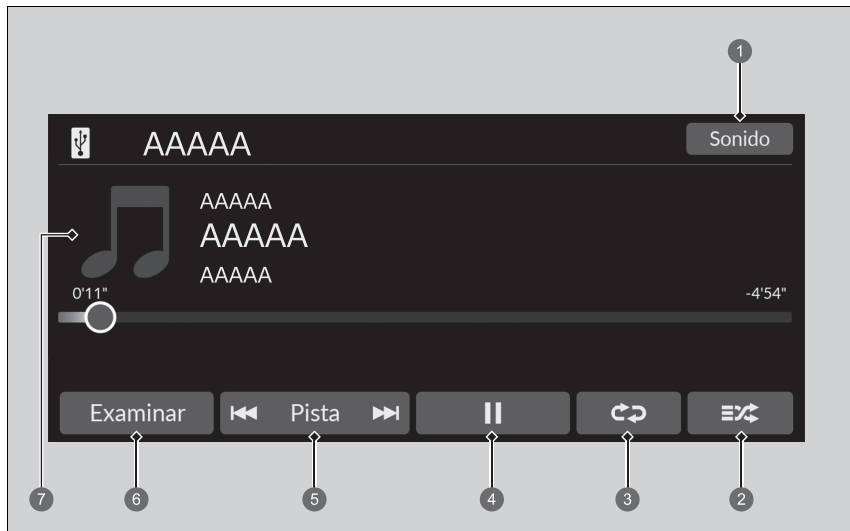 1
AAAAA
Sonido
AAAAA
AAAAA
AAAAA
7
0'11"
-4'54"
Examinar
Pista
6
5
4
3
2